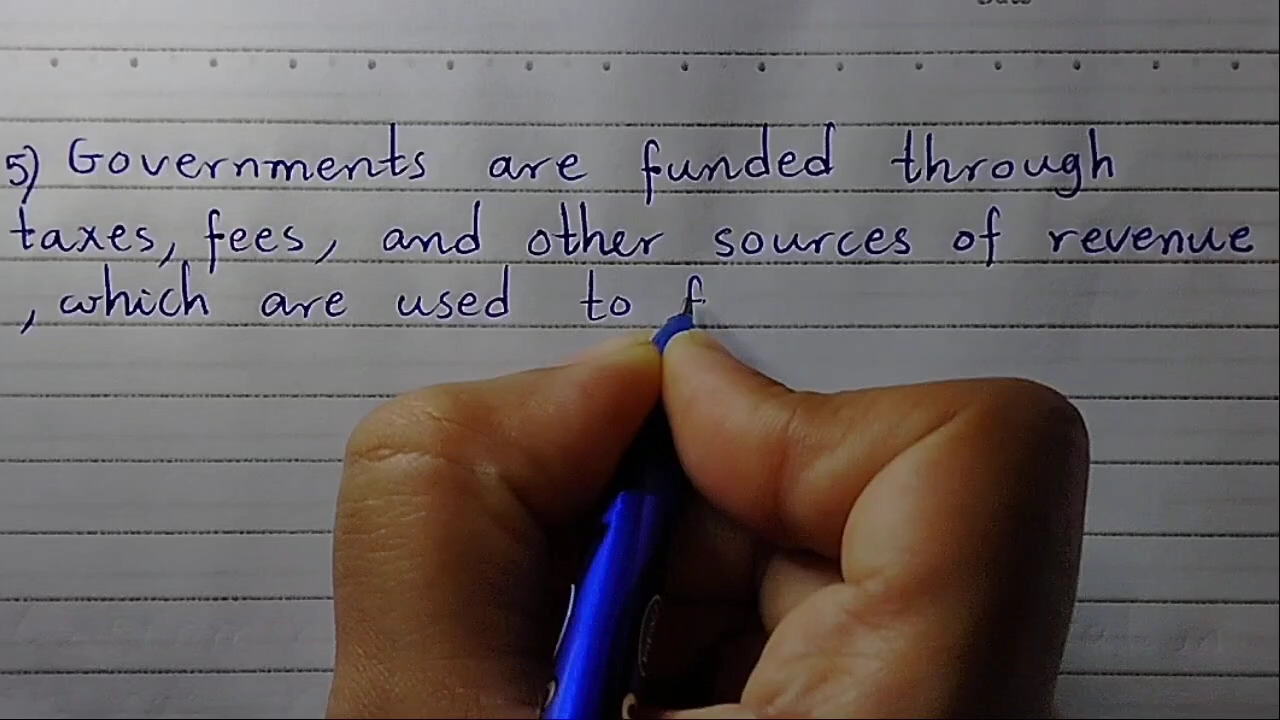 5) Governments are funded through
taxes, fees, and other sources of revenue
, which are used to f